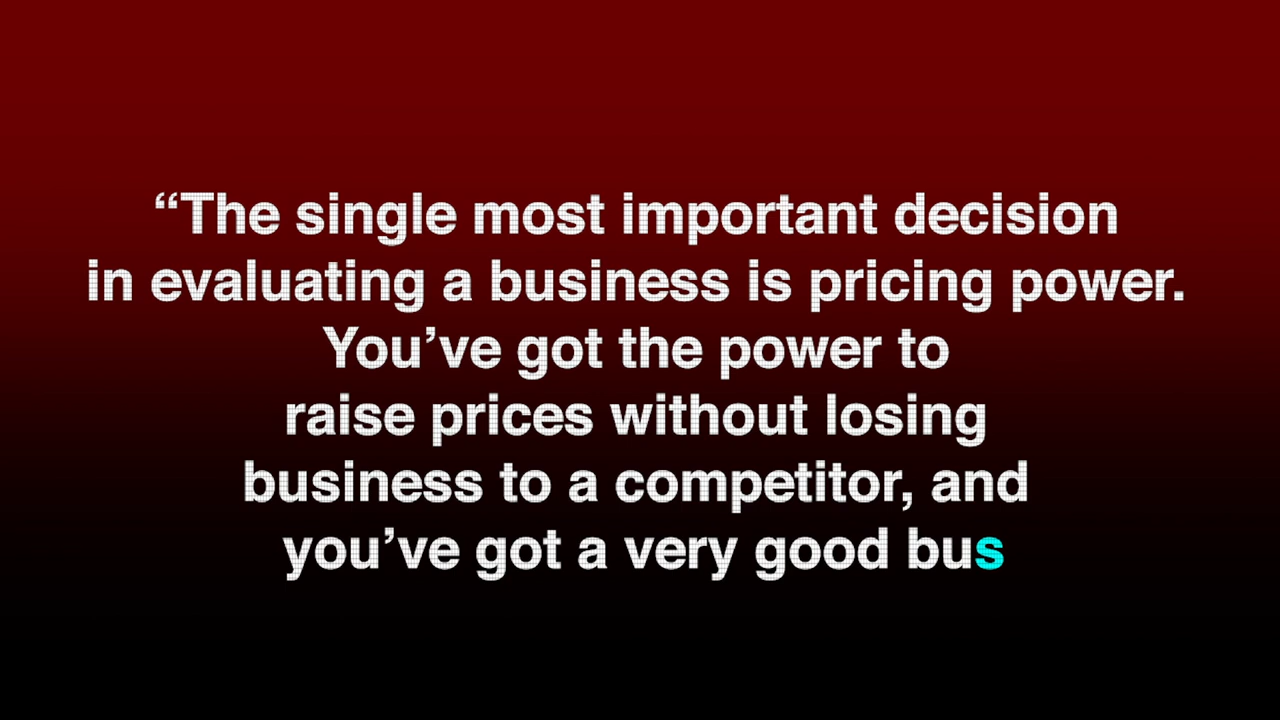 “The single most important decision
in evaluating a business is pricing power.
You’ve got the power to
raise prices without losing
business to a competitor, and
you’ve got a very good bus